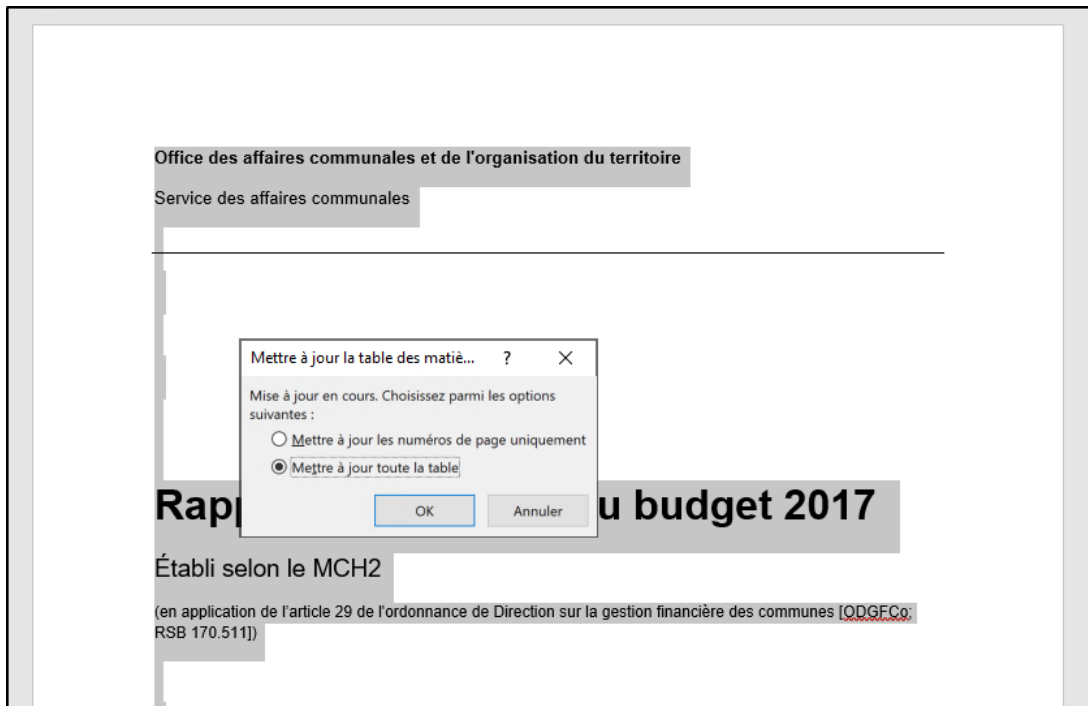 Office des affaires communales et de l'organisation du territoire
Service des affaires communales
Mettre à jour la table des matiè... ?
Mise à jour en cours. Choisissez parmi les options
suivantes :
Mettre à jour les numéros de page uniquement
Mettre à jour toute la table
OK Annuler
u budget 2017
Établi selon le MCH2
(en application de l'article 29 de l'ordonnance de Direction sur la gestion financière des communes [ODGFCo;
RSB 170.511])